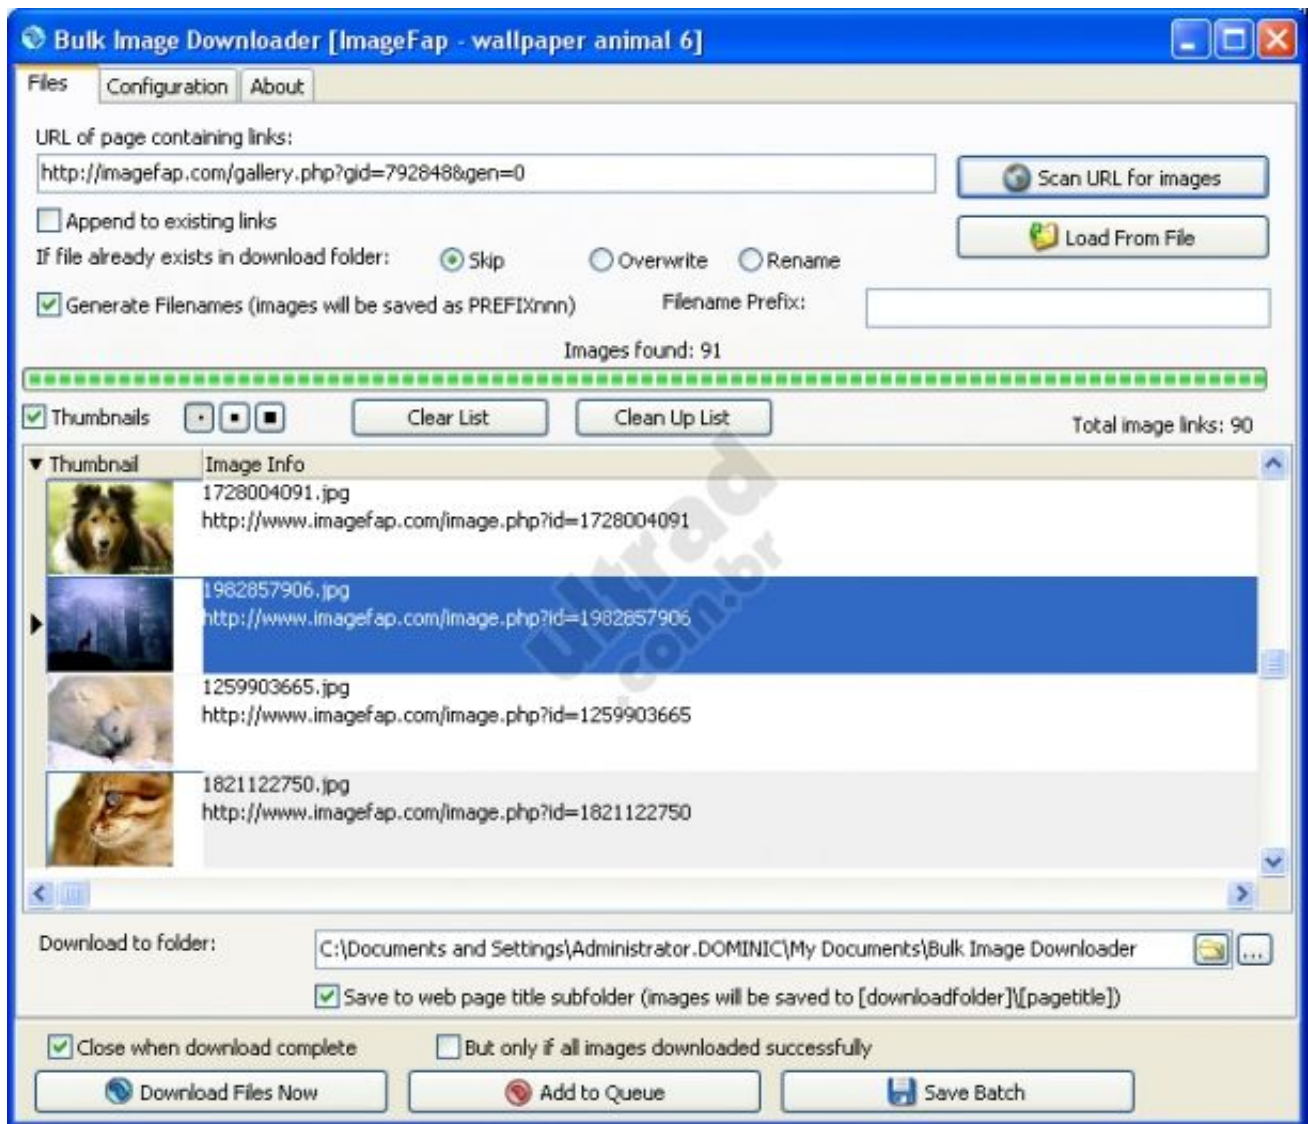 Bulk Image Downloader [ImageFap - wallpaper animal 6]
Files Configuration About
URL of page containing links:
http://imagefap.com/gallery.php?gid=792848&gen=0
Scan URL for images
Append to existing links
Load From File
If file already exists in download folder: Skip Overwrite Rename
Generate Filenames (images will be saved as PREFIXnnn) Filename Prefix:
Images found: 91
Thumbnails Clear List Clean Up List Total image links: 90
Thumbnail Image Info
1728004091.jpg
http://www.imagefap.com/image.php?id=1728004091
1982857906.jpg
http://www.imagefap.com/image.php?id=1982857906
1259903665.jpg
http://www.imagefap.com/image.php?id=1259903665
1821122750.jpg
http://www.imagefap.com/image.php?id=1821122750
ultrad
.com.br
Download to folder: C:\Documents and Settings\Administrator.DOMINIC\My Documents\Bulk Image Downloader ...
Save to web page title subfolder (images will be saved to [downloadfolder]\[pagetitle])
Close when download complete But only if all images downloaded successfully
Download Files Now Add to Queue Save Batch